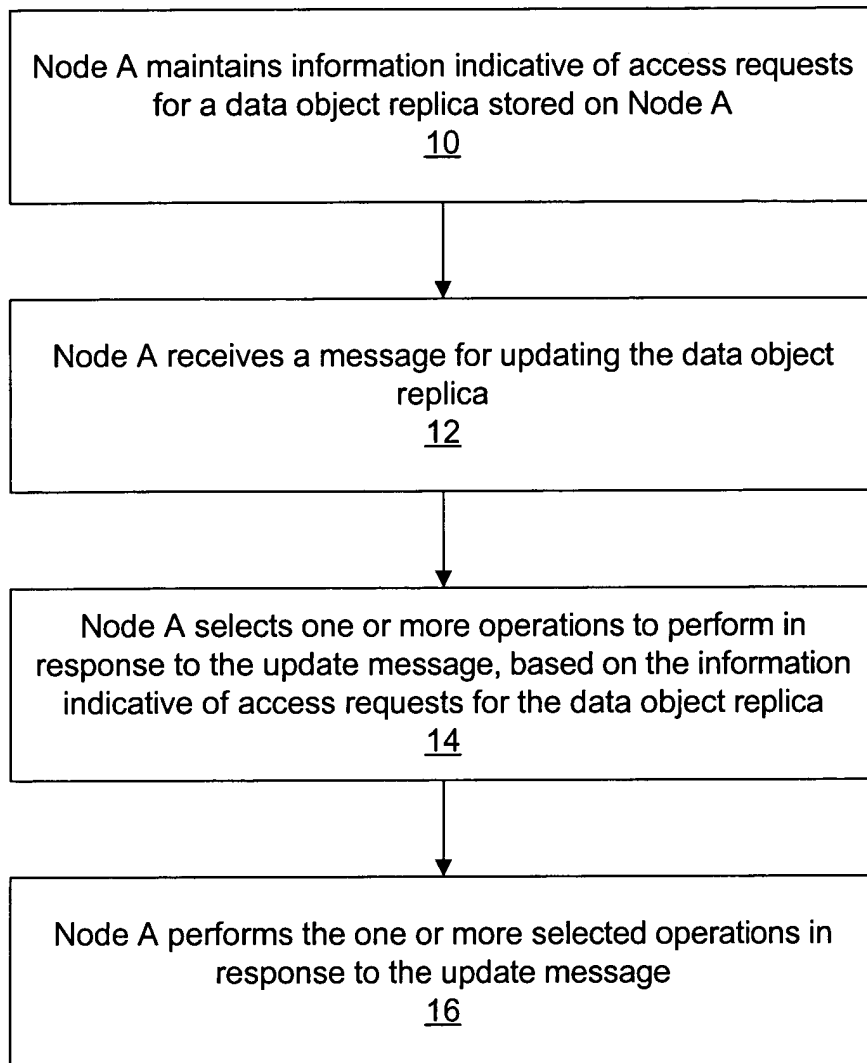 Node A maintains information indicative of access requests
for a data object replica stored on Node A
10
Node A receives a message for updating the data object
replica
12
Node A selects one or more operations to perform in
response to the update message, based on the information
indicative of access requests for the data object replica
14
Node A performs the one or more selected operations in
response to the update message
16